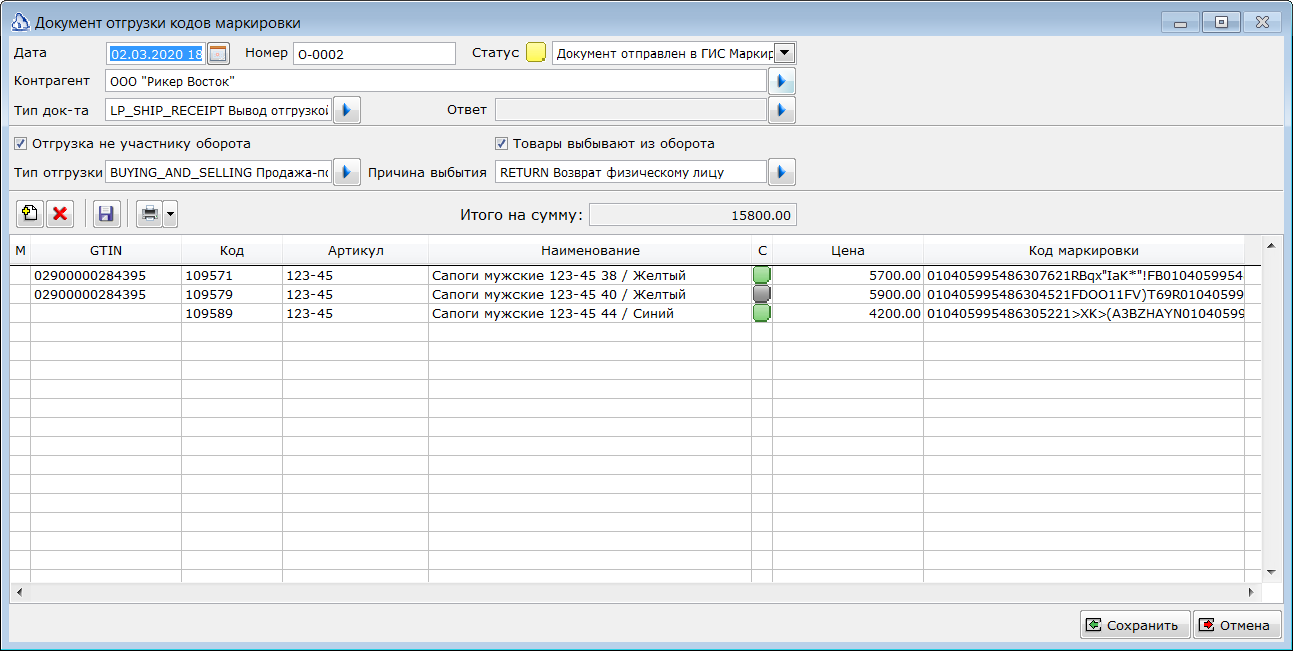 Документ отгрузки кодов маркировки
Дата 02.03.2020 18 Номер О-0002 Статус Документ отправлен в ГИС Маркир
Контрагент ООО "Рикер Восток"
Тип док-та LP_SHIP_RECEIPT Вывод отгрузкой Ответ
Отгрузка не участнику оборота Товары выбывают из оборота
Тип отгрузки BUYING_AND_SELLING Продажа-по Причина выбытия RETURN Возврат физическому лицу
Итого на сумму: 15800.00
М GTIN Код Артикул Наименование С Цена Код маркировки
02900000284395 109571 123-45 Сапоги мужские 123-45 38 / Желтый 5700.00 010405995486307621RBqx"IaK*"!FB0104059954
02900000284395 109579 123-45 Сапоги мужские 123-45 40 / Желтый 5900.00 010405995486304521FDOO11FV)T69R01040599
109589 123-45 Сапоги мужские 123-45 44 / Синий 4200.00 010405995486305221>XK>(A3BZHAYN01040599
Сохранить Отмена